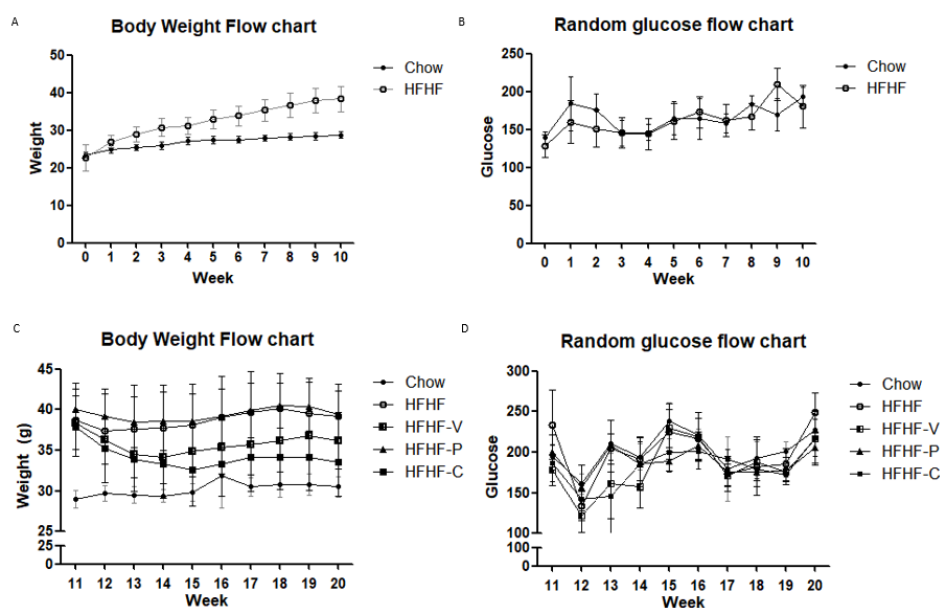 A
Body Weight Flow chart
50
40
30
20
10
0
Weight
0 1 2 3 4 5 6 7 8 9 10
Week
Chow
HFHF
B
Random glucose flow chart
250
200
150
100
50
0
Glucose
0 1 2 3 4 5 6 7 8 9 10
Week
Chow
HFHF
C
Body Weight Flow chart
45
40
35
30
25
25
0
Weight (g)
11 12 13 14 15 16 17 18 19 20
Week
Chow
HFHF
HFHF-V
HFHF-P
HFHF-C
D
Random glucose flow chart
300
250
200
150
100
100
0
Glucose
11 12 13 14 15 16 17 18 19 20
Week
Chow
HFHF
HFHF-V
HFHF-P
HFHF-C